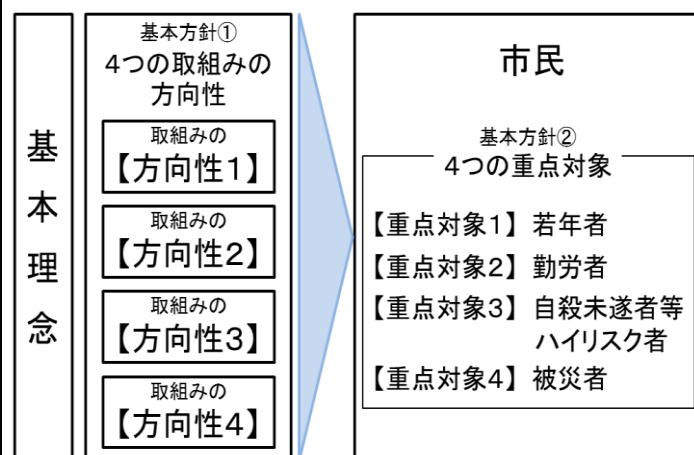 基本理念
基本方針①
4つの取組みの
方向性
取組みの
【方向性1】
取組みの
【方向性2】
取組みの
【方向性3】
取組みの
【方向性4】
市民
基本方針②
4つの重点対象
【重点対象1】 若年者
【重点対象2】 勤労者
【重点対象3】 自殺未遂者等
ハイリスク者
【重点対象4】 被災者